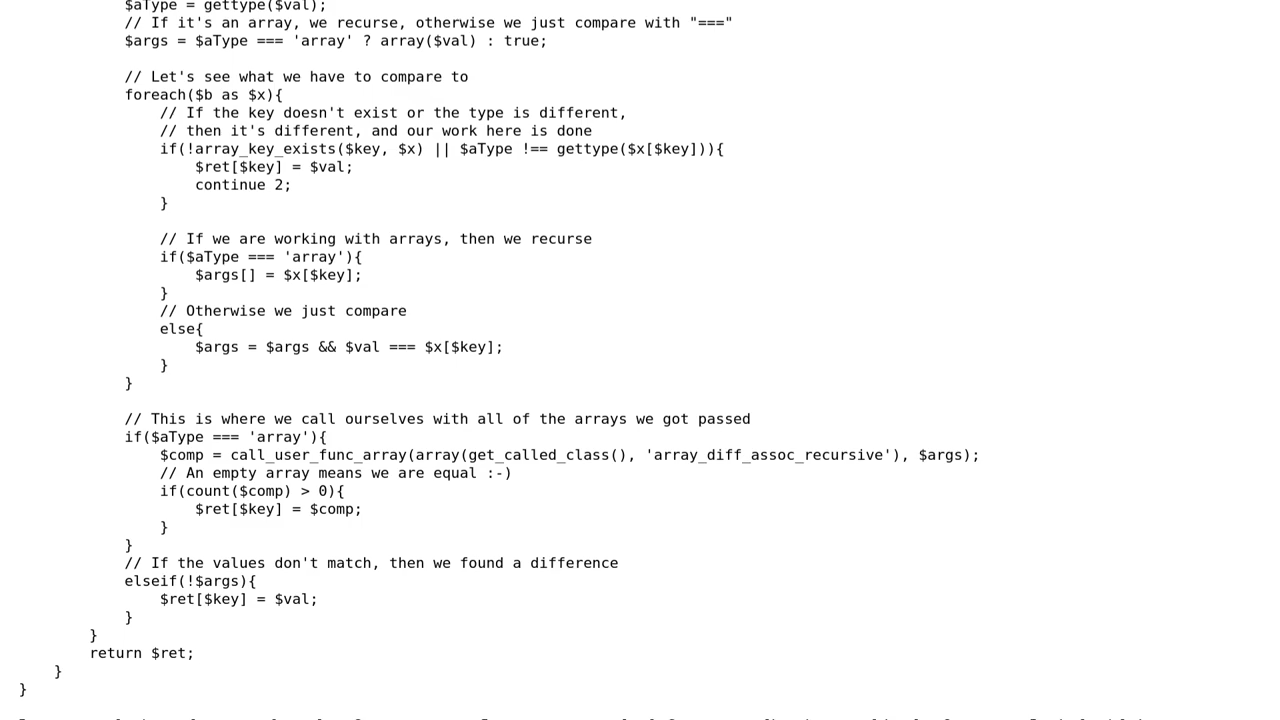 $aType = gettype($val);
// If it's an array, we recurse, otherwise we just compare with "==="
$args = $aType === 'array' ? array($val) : true;

// Let's see what we have to compare to
foreach($b as $x){
    // If the key doesn't exist or the type is different,
    // then it's different, and our work here is done
    if(!array_key_exists($key, $x) || $aType !== gettype($x[$key])){
        $ret[$key] = $val;
        continue 2;
    }

    // If we are working with arrays, then we recurse
    if($aType === 'array'){
        $args[] = $x[$key];
    }
    // Otherwise we just compare
    else{
        $args = $args && $val === $x[$key];
    }
}

// This is where we call ourselves with all of the arrays we got passed
if($aType === 'array'){
    $comp = call_user_func_array(array(get_called_class(), 'array_diff_assoc_recursive'), $args);
    // An empty array means we are equal :-)
    if(count($comp) > 0){
        $ret[$key] = $comp;
    }
}
// If the values don't match, then we found a difference
elseif(!$args){
    $ret[$key] = $val;
}
}
return $ret;
}
}